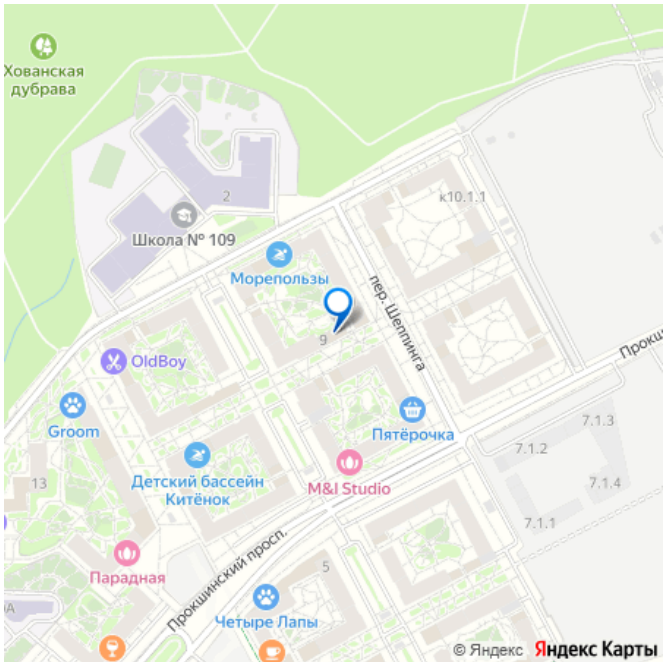 Хованская
дубрава
2
к10.1.1
Школа № 109
Морепользы
пер. Шеппинга
9
Прокш
OldBoy
Groom
Пятёрочка
7.1.3
7.1.2
Детский бассейн
Китёнок
M&I Studio
7.1.4
13
7.1.1
Прокшинский просп.
Парадная
5
Четыре Лапы
© Яндекс Яндекс Карты